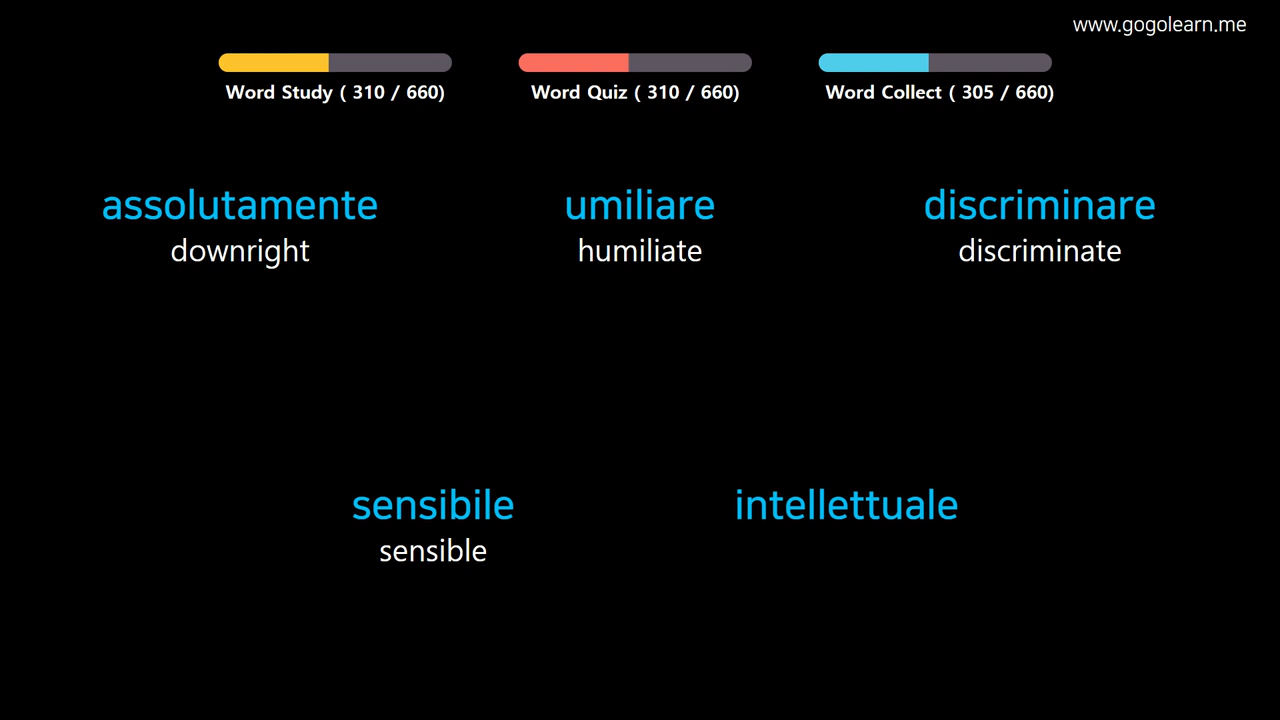 www.gogolearn.me
Word Study ( 310 / 660)
Word Quiz ( 310 / 660)
Word Collect ( 305 / 660)
assolutamente
downright
umiliare
humiliate
discriminare
discriminate
sensibile
sensible
intellettuale